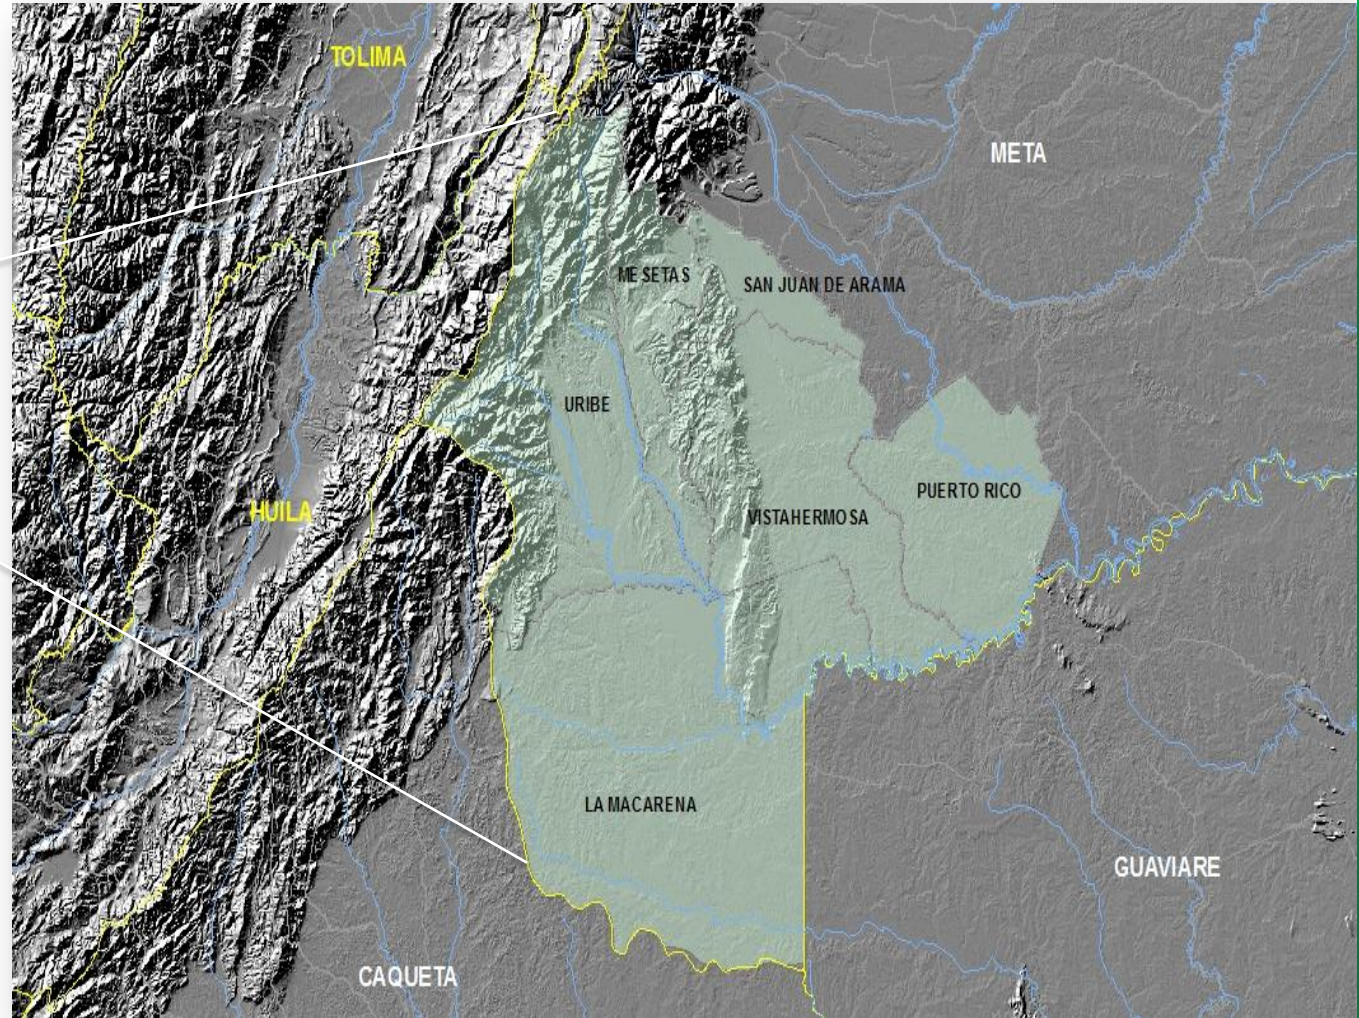 TOLIMA
META
MESETAS
SAN JUAN DE ARAMA
URIBE
PUERTO RICO
HUILA
VISTAHERMOSA
LA MACARENA
GUAVIARE
CAQUETA